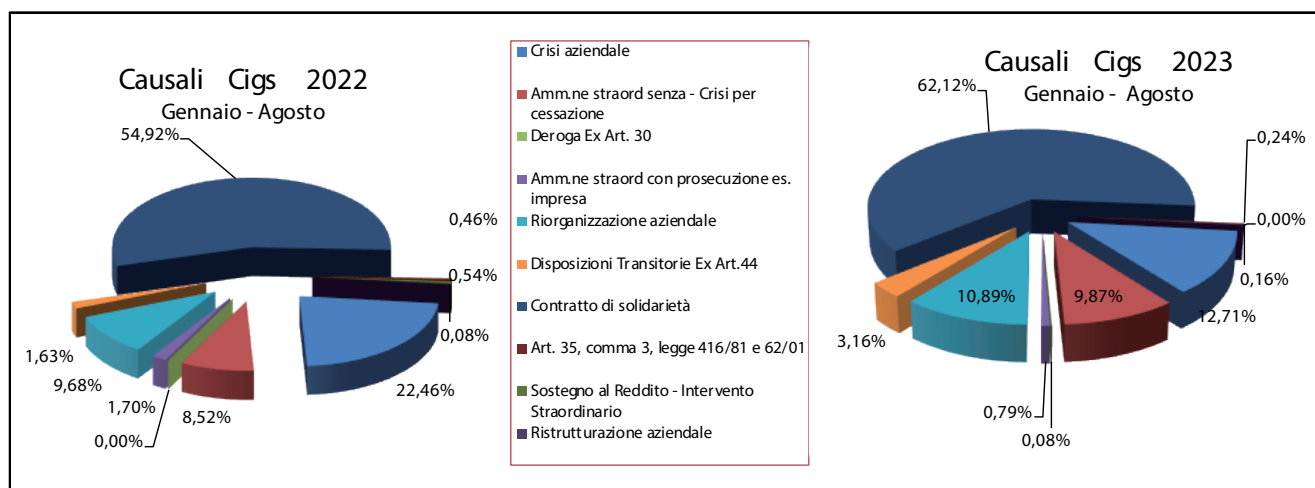 Causali Cigs 2022
Gennaio - Agosto
54,92%
0,46%
0,54%
0,08%
22,46%
8,52%
0,00%
1,70%
9,68%
1,63%
Crisi aziendale
Amm.ne straord senza - Crisi per
cessazione
Deroga Ex Art. 30
Amm.ne straord con prosecuzione es.
impresa
Riorganizzazione aziendale
Disposizioni Transitorie Ex Art.44
Contratto di solidarietà
Art. 35, comma 3, legge 416/81 e 62/01
Sostegno al Reddito - Intervento
Straordinario
Ristrutturazione aziendale
Causali Cigs 2023
Gennaio - Agosto
62,12%
0,24%
0,00%
0,16%
12,71%
9,87%
0,08%
0,79%
10,89%
3,16%